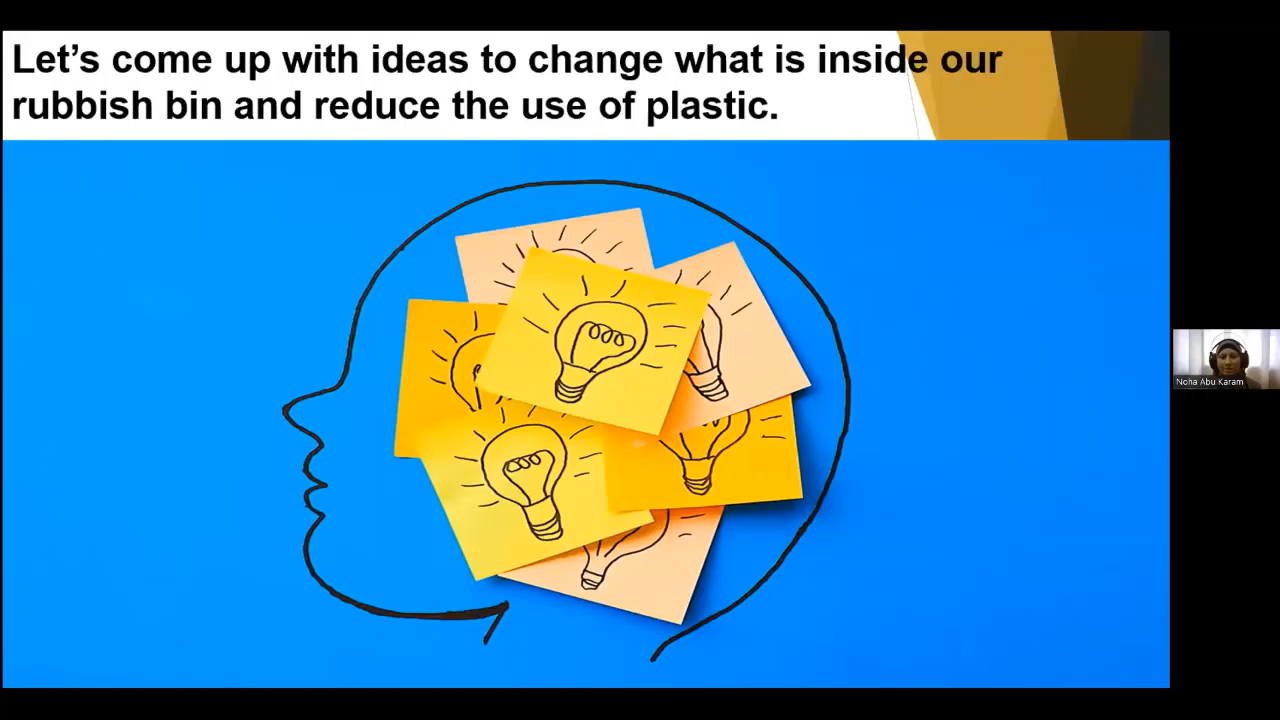 Let's come up with ideas to change what is inside our
rubbish bin and reduce the use of plastic.
Noha Abu Karam